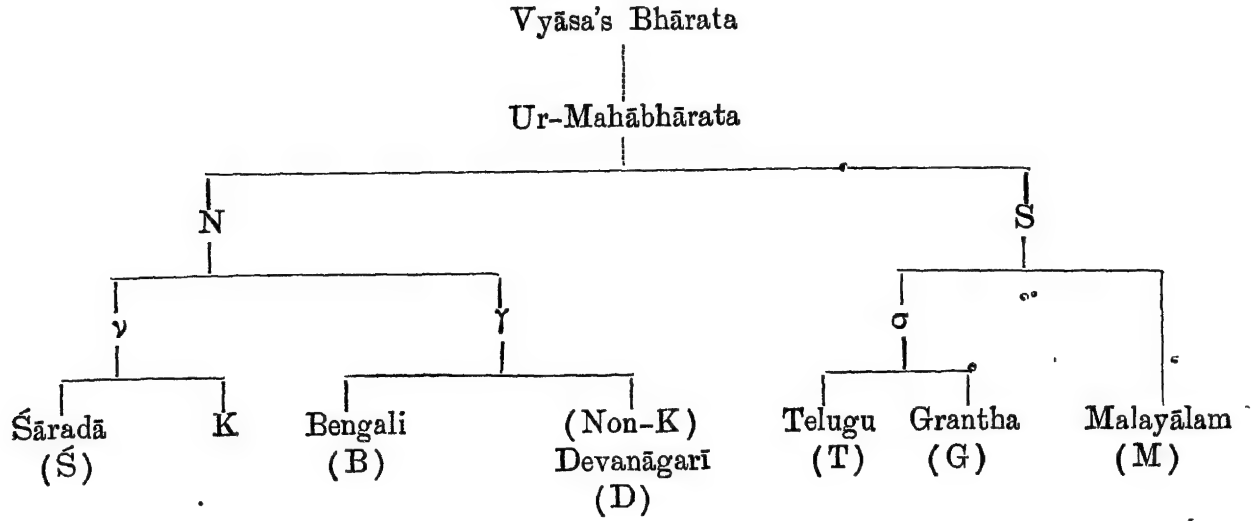 Vyāsa's Bhārata
Ur-Mahābhārata
N S
ν γ σ
Śāradā K Bengali (Non-K) Telugu Grantha Malayālam
(Ś) (B) Devanāgarī (T) (G) (M)
(D)